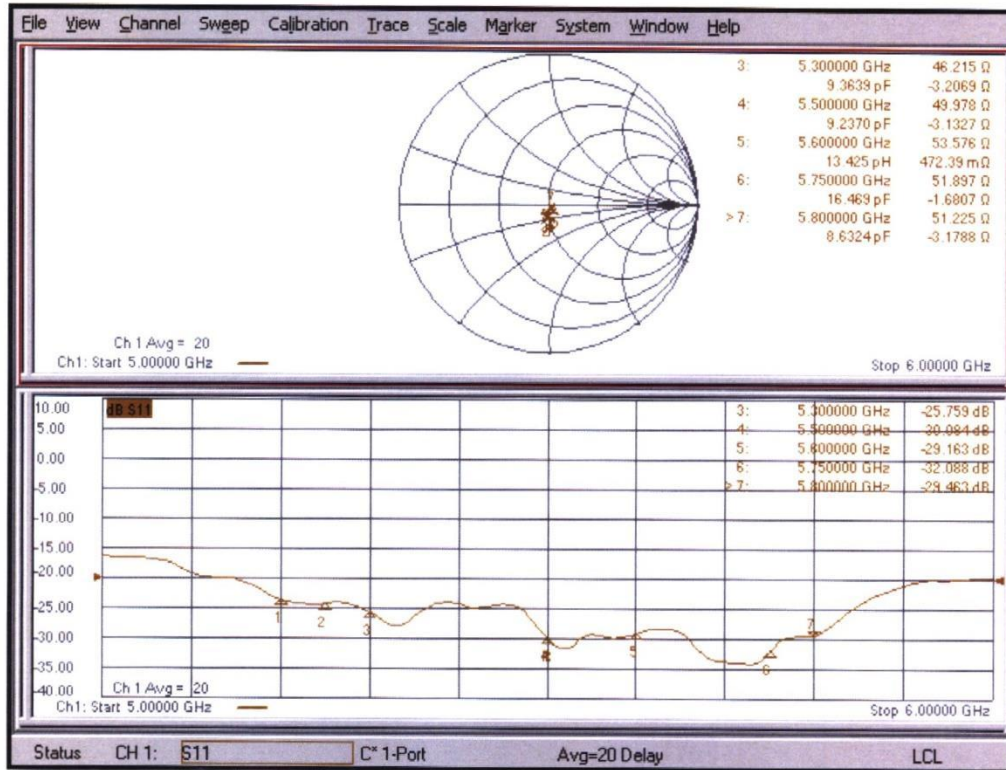 File View Channel Sweep Calibration Trace Scale Marker System Window Help
3: 5.300000 GHz 46.215 Ω
9.3639 pF -3.2069 Ω
4: 5.500000 GHz 49.978 Ω
9.2370 pF -3.1327 Ω
5: 5.600000 GHz 53.576 Ω
13.425 pH 472.39 mΩ
6: 5.750000 GHz 51.897 Ω
16.469 pF -1.6807 Ω
>7: 5.800000 GHz 51.225 Ω
8.6324 pF -3.1788 Ω
Ch 1 Avg = 20
Ch1: Start 5.00000 GHz
Stop 6.00000 GHz
10.00
5.00
0.00
-5.00
-10.00
-15.00
-20.00
-25.00
-30.00
-35.00
-40.00
dB S11
3: 5.300000 GHz -25.759 dB
4: 5.500000 GHz -30.084 dB
5: 5.600000 GHz -29.163 dB
6: 5.750000 GHz -32.088 dB
>7: 5.800000 GHz -29.463 dB
1
2
3
5
6
7
Ch 1 Avg = 20
Ch1: Start 5.00000 GHz
Stop 6.00000 GHz
Status CH 1: S11 C* 1-Port Avg=20 Delay LCL